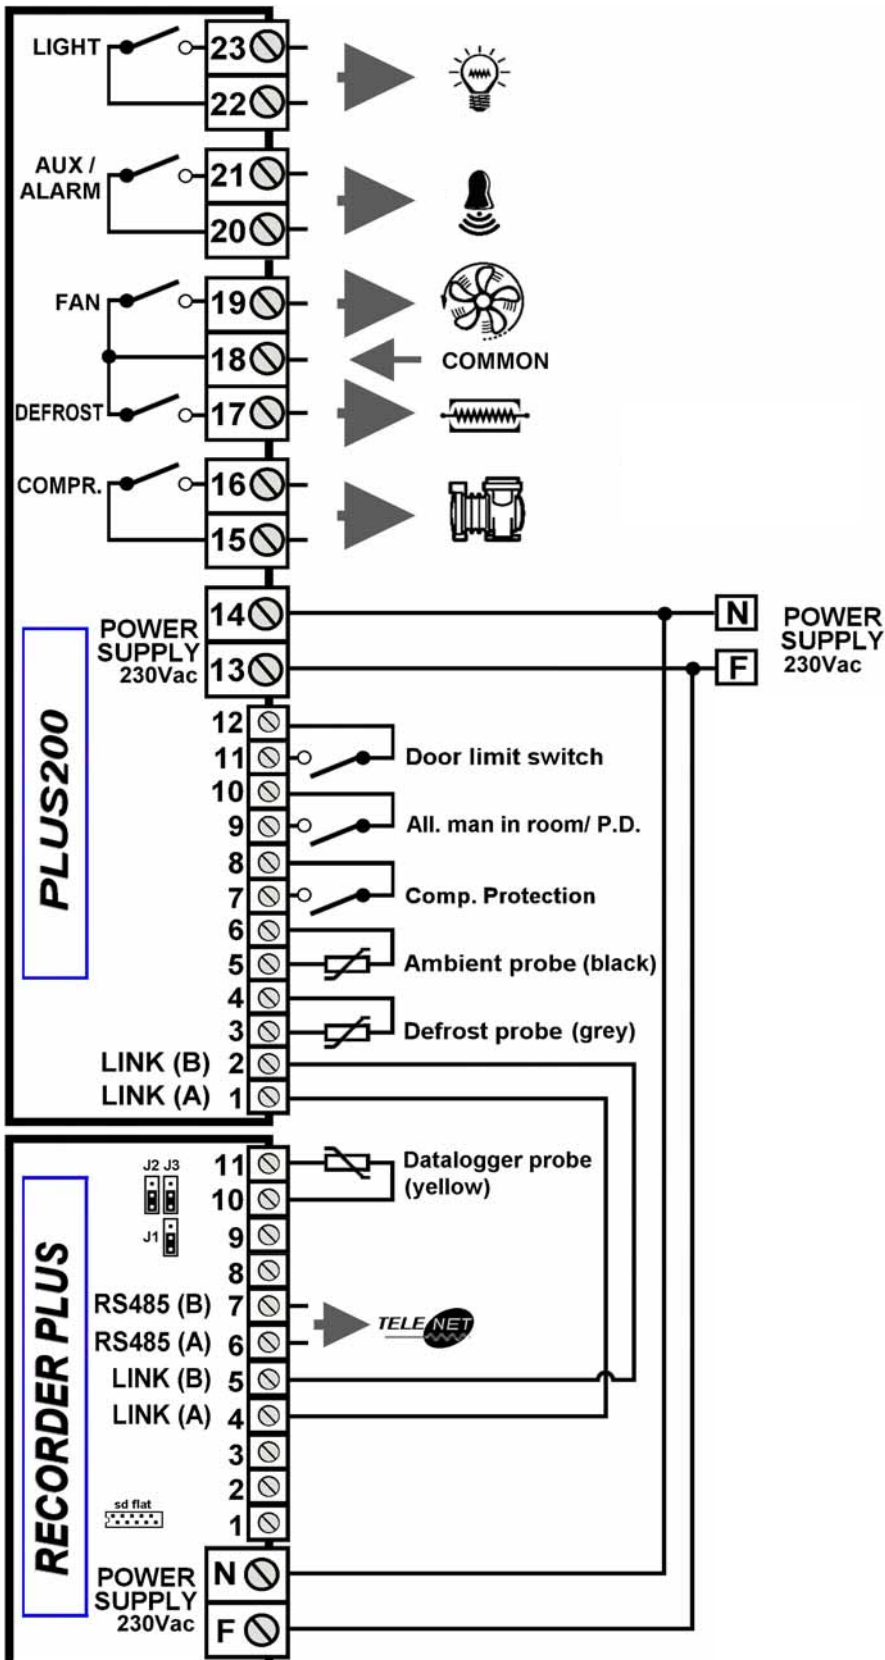 LIGHT
23
22
AUX /
ALARM
21
20
FAN
19
18
COMMON
DEFROST
17
COMPR.
16
15
POWER
SUPPLY
230Vac
14
13
N
F
POWER
SUPPLY
230Vac
PLUS200
12
11
Door limit switch
10
9
All. man in room/ P.D.
8
7
Comp. Protection
6
5
Ambient probe (black)
4
3
Defrost probe (grey)
LINK (B) 2
LINK (A) 1
RECORDER PLUS
J2 J3
J1
11
Datalogger probe
(yellow)
10
9
8
RS485 (B) 7
RS485 (A) 6
TELENET
LINK (B) 5
LINK (A) 4
3
2
sd flat
1
POWER
SUPPLY
230Vac
N
F